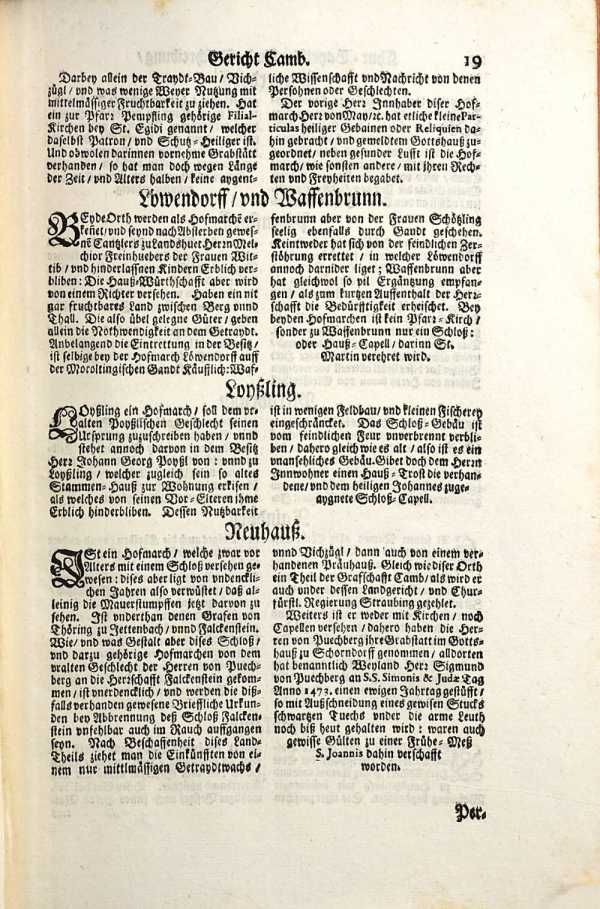 Gericht Camb. 19
Darbey allein der Traydt-Bau / Vich-
zügl / vnd was wenige Weyer Nutzung mit
mittelmässiger Fruchtbarkeit zu ziehen. Hat
ein zur Pfarr Pempfling gehörige Filial-
Kirchen bey St. Egidi genannt / welcher
daselbst Patron / vnd Schutz-Heiliger ist.
Und obwolen darinnen vornehme Grabstätt
verhanden / so hat man doch wegen Länge
der Zeit / vnd Alters halben / keine aygent-
liche Wissenschafft vnd Nachricht von denen
Persohnen oder Geschlechten.
Der vorige Herr Innhaber diser Hof-
march Herr von May / rc. hat etliche kleine Par-
ticulas heiliger Gebainen oder Reliquien da-
hin gebracht / vnd gemeldtem Gottshauß zu-
geordnet / neben gesunder Lufft ist die Hof-
march / wie sonsten andere / mit ihren Rech-
ten vnd Freyheiten begabet.
Löwendorff / vnd Waffenbrunn.
BEyde Orth werden als Hofmarchē er-
keñet / vnd seynd nach Absterben gewes-
nē Cantzlers zu Landshuet Herrn Mel-
chior Freinhuebers der Frauen Wit-
tib / vnd hinderlassnen Kindern Erblich ver-
bliben : Die Hauß-Würthschafft aber wird
von einem Richter versehen. Haben ein nit
gar fruchtbares Land zwischen Berg vnnd
Thall. Die also übel gelegne Güter / geben
allein die Nothwendigkeit an dem Getraydt.
Anbelangend die Eintrettung in der Besitz /
ist selbige bey der Hofmarch Löwendorff auff
der Moroltingischen Gandt Käufflich: Waf-
fenbrunn aber von der Frauen Schötzling
seelig ebenfalls durch Gandt geschehen.
Keintweder hat sich von der feindlichen Zer-
störung errettet / in welcher Löwendorff
annoch darnider liget ; Waffenbrunn aber
hat gleichwol so vil Ergäntzung empfan-
gen / als zum kurtzen Auffenthalt der Herr-
schafft die Bedürfftigkeit erheischet. Bey
beyden Hofmarchen ist kein Pfarr-Kirch /
sonder zu Waffenbrunn nur ein Schloß:
oder Hauß-Capell / darinn St.
Martin verehret wird.
Loyßling.
LOyßling ein Hofmarch / soll dem vr-
alten Poyßlischen Geschlecht seinen
Ursprung zuzuschreiben haben / vnnd
stehet annoch darvon in dem Besitz
Herr Johann Georg Poyßl von : vnnd zu
Loyßling / welcher zugleich sein so altes
Stammen-Hauß zur Wohnung erkisen /
als welches von seinen Vor-Elteren jhme
Erblich hinderbliben. Dessen Nutzbarkeit
ist in wenigen Feldbau / vnd kleinen Fischerey
eingeschräncket. Das Schloß-Gebäu ist
vom feindlichen Feur unverbrennt verbli-
ben / dahero gleich wie es alt / also ist es ein
vnansehliches Gebäu. Gibet doch dem Herrn
Innwohner einen Hauß-Trost die verhan-
dene / vnd dem heiligen Johannes zuge-
aygnete Schloß-Capell.
Neuhauß.
IST ein Hofmarch / welche zwar vor
Alters mit einem Schloß versehen ge-
wesen : dises aber ligt von vndenckli-
chen Jahren also verwüstet / daß al-
leinig die Mauerstumpffen jetzt darvon zu
sehen. Ist vnderthan denen Grafen von
Thöring zu Jettenbach / vnnd Falckenstein.
Wie / vnd was Gestalt aber dises Schloß /
vnd darzu gehörige Hofmarchen von dem
vralten Geschlecht der Herren von Puech-
berg an die Herrschafft Falckenstein gekom-
men / ist vnerdencklich / vnd werden die dißt-
falls verhanden gewesene Brieffliche Urkun-
den bey Abbrennung deß Schloß Falcken-
stein vnfehlbar auch im Rauch auffgangen
seyn. Nach Beschaffenheit dises Land-
Theils ziehet man die Einkünfften von ei-
nem nur mittlmässigen Getraydtwachs /
vnnd Vichzügl / dann auch von einem ver-
handenen Präuhauß. Gleich wie diser Orth
ein Theil der Grafschafft Camb / als wird er
auch under dessen Landgericht / vnd Chur-
fürstl. Regierung Straubing gezehlet.
Weiters ist er weder mit Kirchen / noch
Capellen versehrn / dahero haben die Her-
ren von Puechberg jhre Grabstatt im Gotts-
hauß zu Schorndorff genommen / alldorten
hat benanntlich Weyland Herr Sigmund
von Puechberg an S.S. Simonis & Judæ Tag
Anno 1473. einen ewigen Jahrtag gestüfft /
so mit Außschneidung eines gewisen Stucks
schwartzen Tuechs under die arme Leuth
noch biß heut gehalten wird : waren auch
gewisse Gülten zu einer Frühe-Meß
S. Joannis dahin verschafft
worden.
Per-